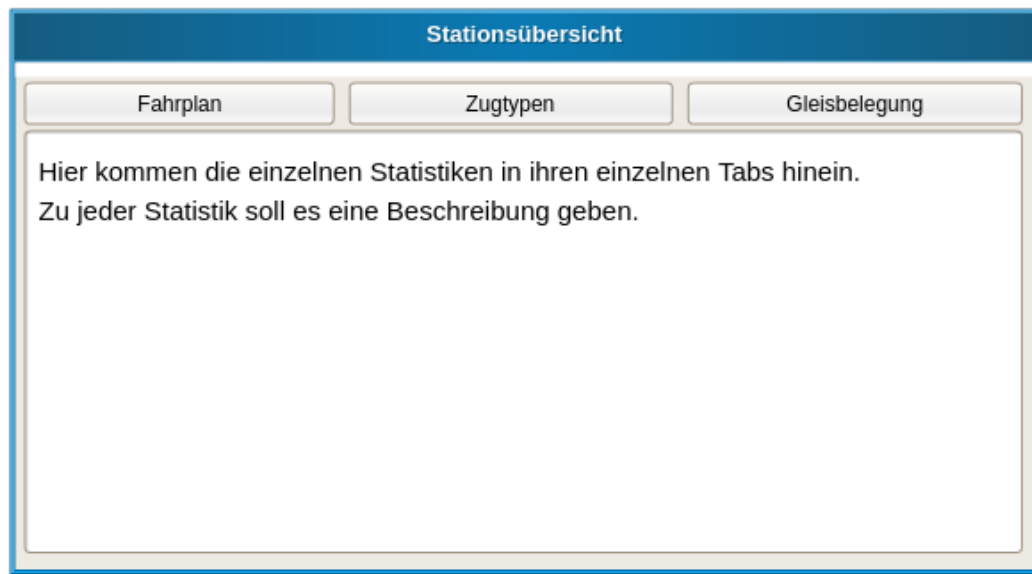 Stationsübersicht
Fahrplan
Zugtypen
Gleisbelegung
Hier kommen die einzelnen Statistiken in ihren einzelnen Tabs hinein.
Zu jeder Statistik soll es eine Beschreibung geben.